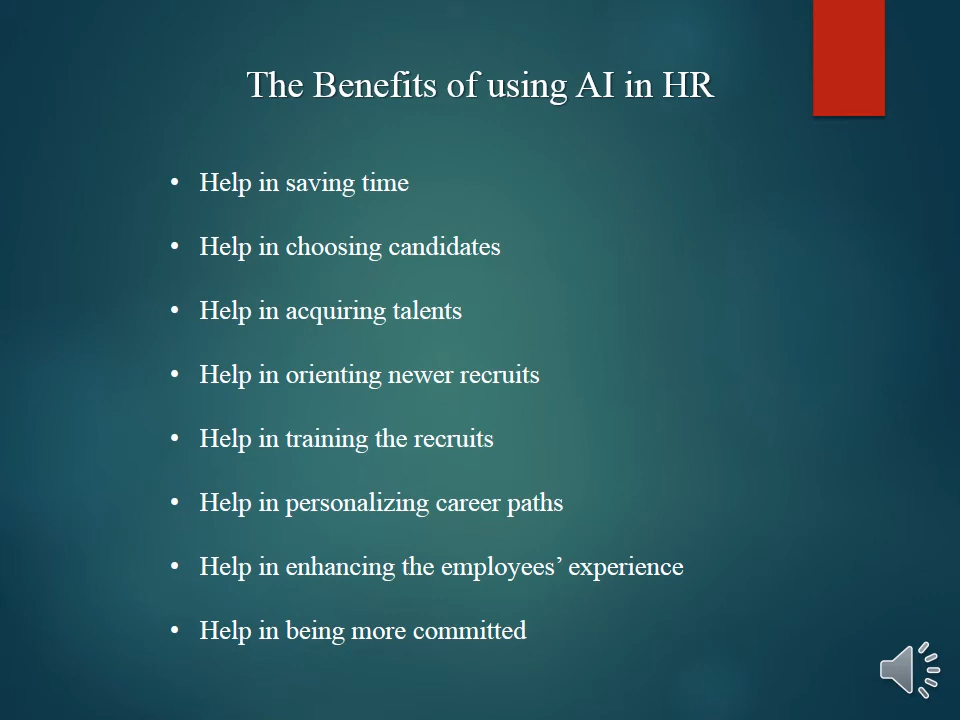 The Benefits of using AI in HR
• Help in saving time
• Help in choosing candidates
• Help in acquiring talents
• Help in orienting newer recruits
• Help in training the recruits
• Help in personalizing career paths
• Help in enhancing the employees’ experience
• Help in being more committed